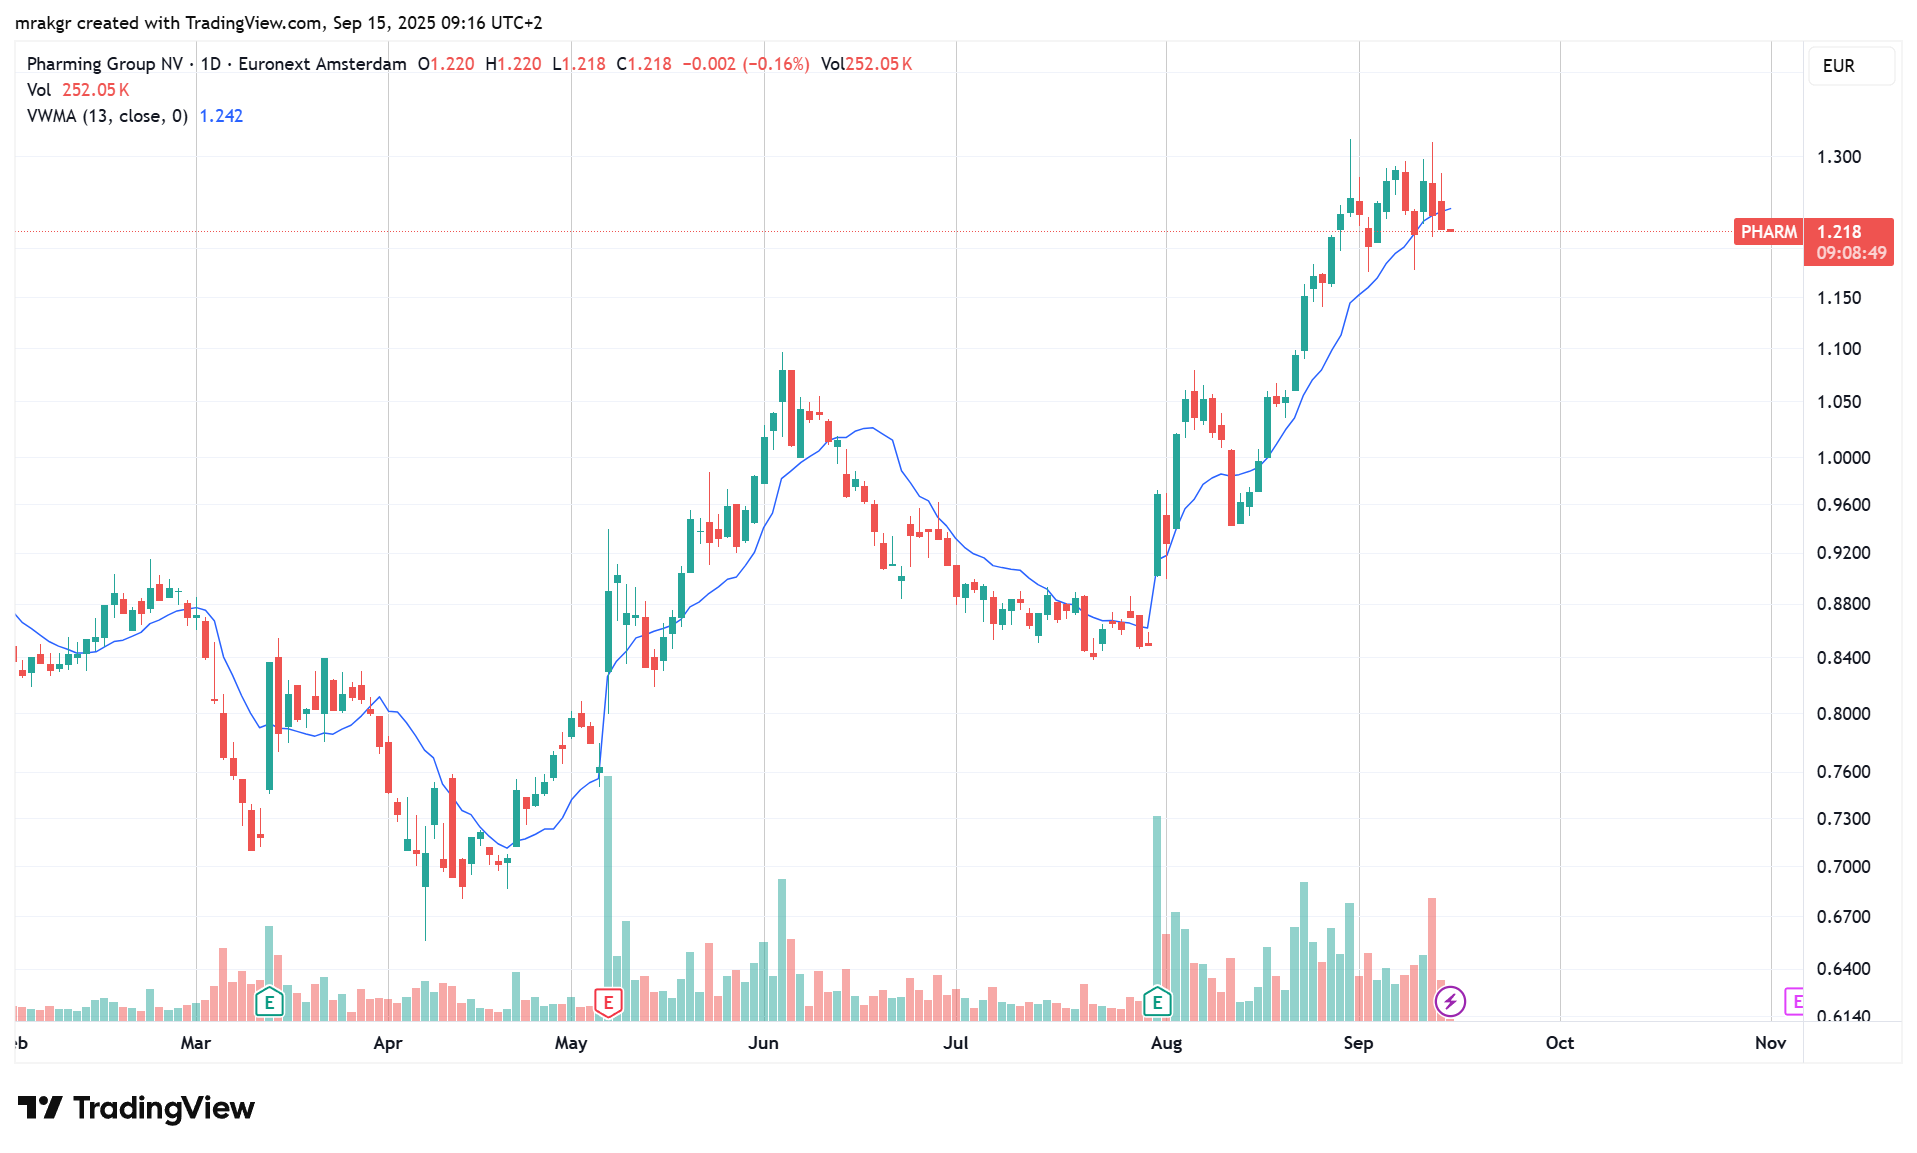 mrakgr created with TradingView.com, Sep 15, 2025 09:16 UTC+2
Pharming Group NV · 1D · Euronext Amsterdam O1.220 H1.220 L1.218 C1.218 −0.002 (−0.16%) Vol252.05 K
EUR
Vol 252.05 K
VWMA (13, close, 0) 1.242
1.300
PHARM 1.218
09:08:49
1.150
1.100
1.050
1.0000
0.9600
0.9200
0.8800
0.8400
0.8000
0.7600
0.7300
0.7000
0.6700
0.6400
E E E E
0.6140
eb Mar Apr May Jun Jul Aug Sep Oct Nov
TradingView